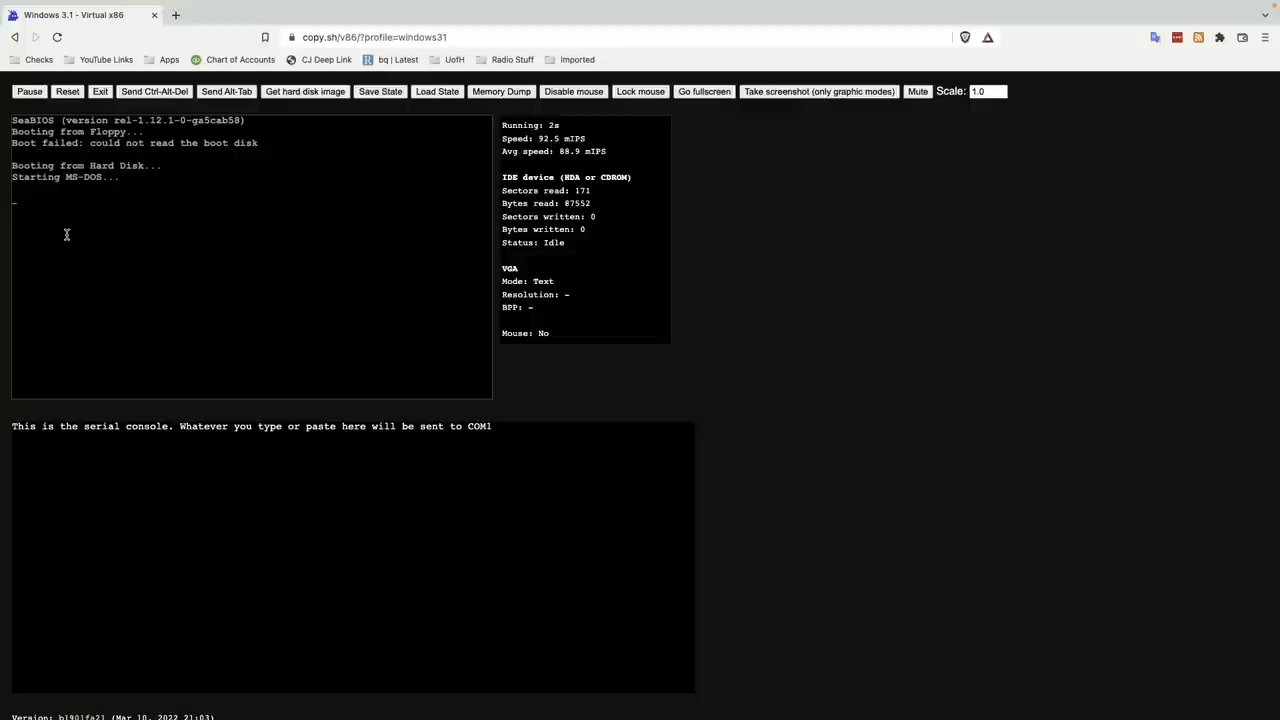 Windows 3.1 - Virtual x86
copy.sh/v86/?profile=windows31
Checks YouTube Links Apps Chart of Accounts CJ Deep Link bq | Latest UofH Radio Stuff Imported
Pause Reset Exit Send Ctrl-Alt-Del Send Alt-Tab Get hard disk image Save State Load State Memory Dump Disable mouse Lock mouse Go fullscreen Take screenshot (only graphic modes) Mute Scale: 1.0
SeaBIOS (version rel-1.12.1-0-ga5cab58)
Booting from Floppy...
Boot failed: could not read the boot disk
Booting from Hard Disk...
Starting MS-DOS...
_
Running: 2s
Speed: 92.5 mIPS
Avg speed: 88.9 mIPS
IDE device (HDA or CDROM)
Sectors read: 171
Bytes read: 87552
Sectors written: 0
Bytes written: 0
Status: Idle
VGA
Mode: Text
Resolution: -
BPP: -
Mouse: No
This is the serial console. Whatever you type or paste here will be sent to COM1
Version: b1901fa21 (Mar 10, 2022 21:03)